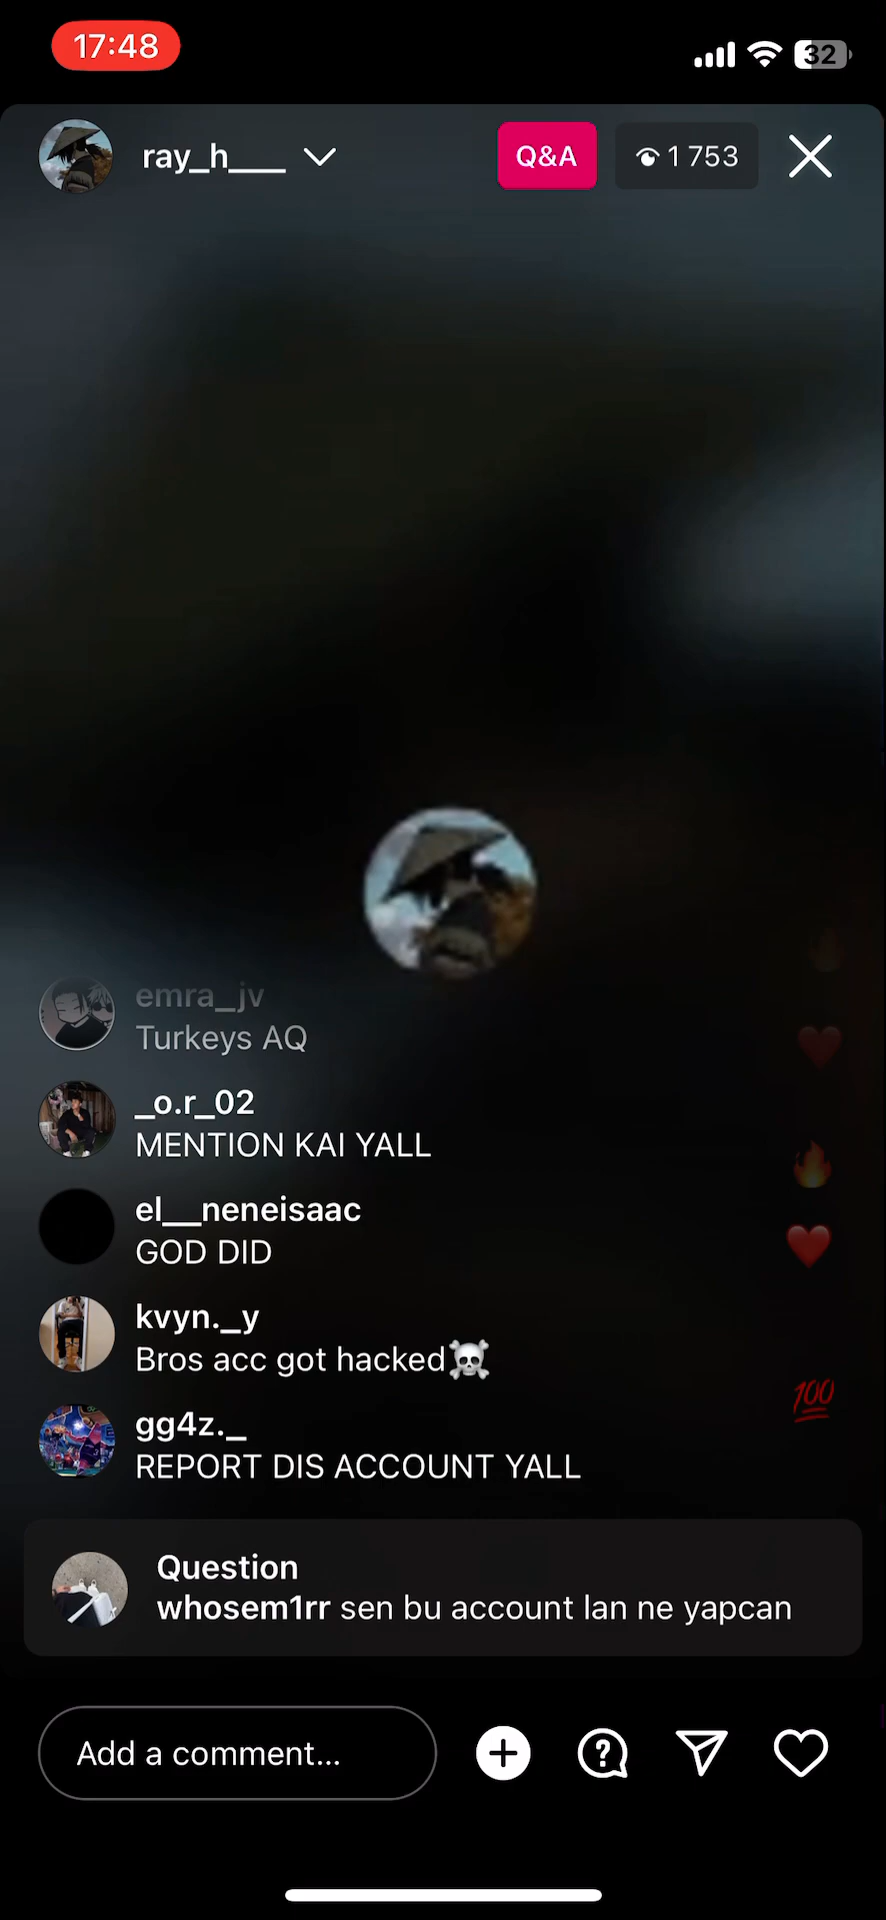 17:48
32
ray_h___
Q&A
1 753
emra_jv
Turkeys AQ
_o.r_02
MENTION KAI YALL
el__neneisaac
GOD DID
kvyn._y
Bros acc got hacked☠️
💯
gg4z._
REPORT DIS ACCOUNT YALL
Question
whosem1rr sen bu account lan ne yapcan
Add a comment...